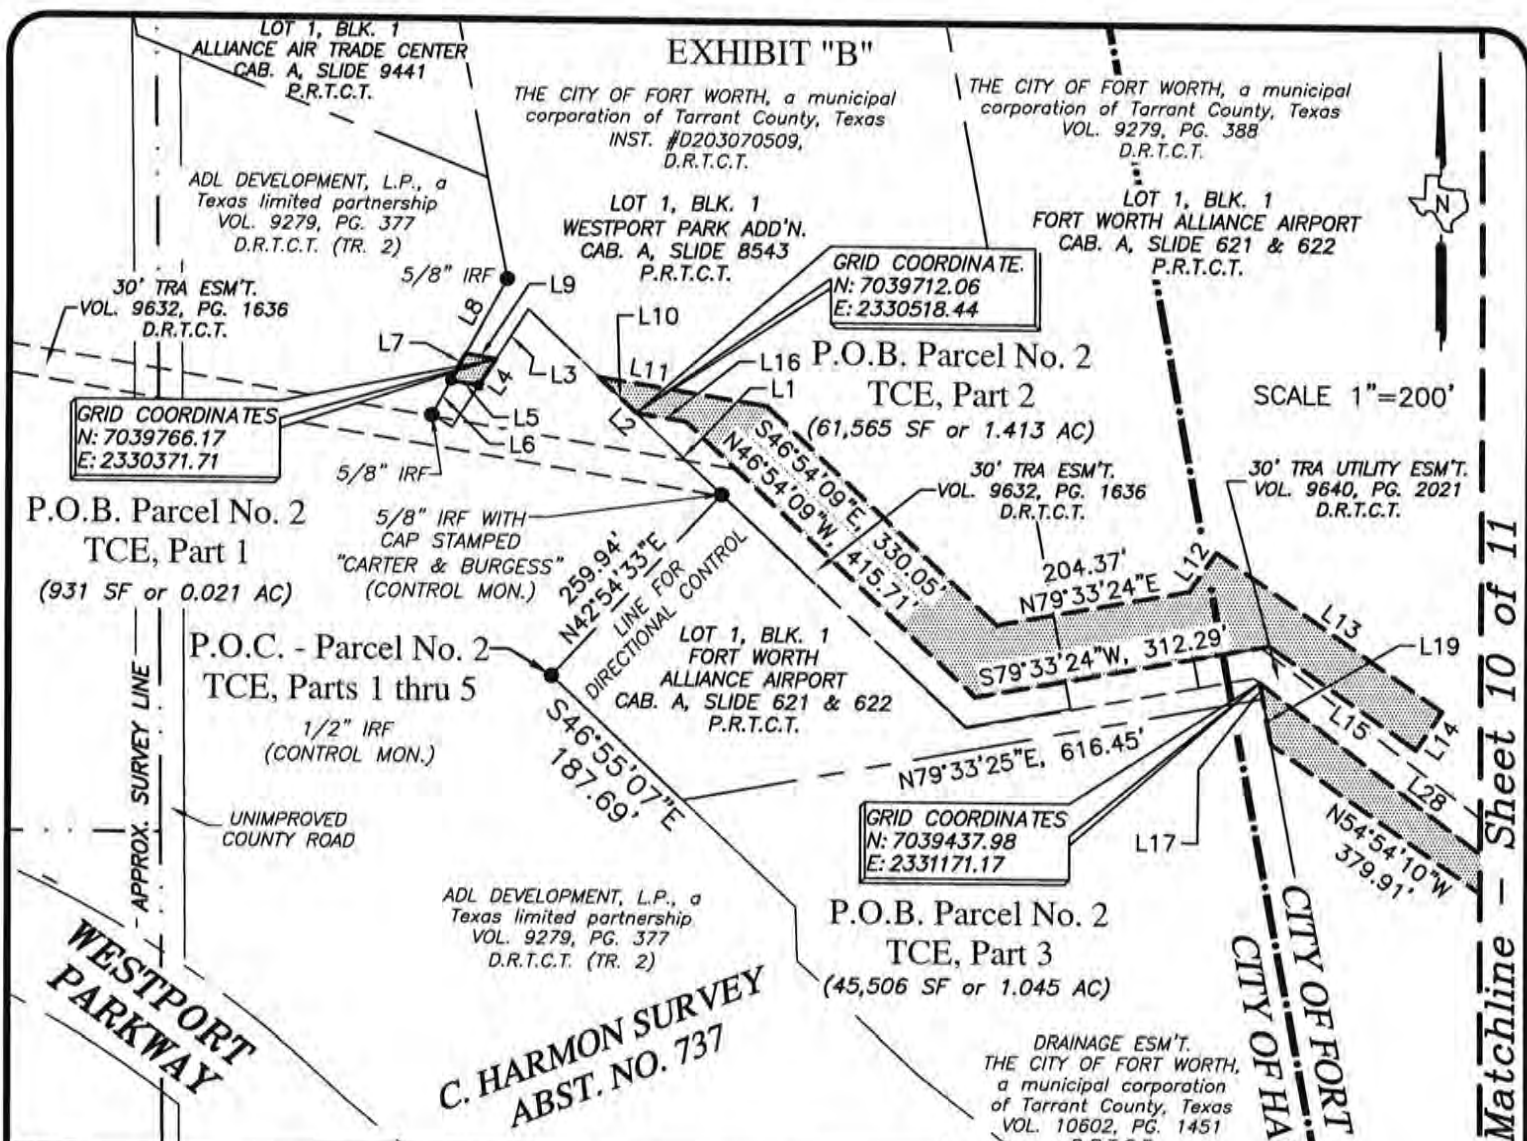 EXHIBIT "B"
LOT 1, BLK. 1
ALLIANCE AIR TRADE CENTER
CAB. A, SLIDE 9441
P.R.T.C.T.
THE CITY OF FORT WORTH, a municipal
corporation of Tarrant County, Texas
INST. #D203070509,
D.R.T.C.T.
THE CITY OF FORT WORTH, a municipal
corporation of Tarrant County, Texas
VOL. 9279, PG. 388
D.R.T.C.T.
ADL DEVELOPMENT, L.P., a
Texas limited partnership
VOL. 9279, PG. 377
D.R.T.C.T. (TR. 2)
LOT 1, BLK. 1
WESTPORT PARK ADD'N.
CAB. A, SLIDE 8543
P.R.T.C.T.
LOT 1, BLK. 1
FORT WORTH ALLIANCE AIRPORT
CAB. A, SLIDE 621 & 622
P.R.T.C.T.
N
5/8" IRF
30' TRA ESM'T.
VOL. 9632, PG. 1636
D.R.T.C.T.
GRID COORDINATE.
N: 7039712.06
E: 2330518.44
P.O.B. Parcel No. 2
TCE, Part 2
(61,565 SF or 1.413 AC)
SCALE 1"=200'
L8
L9
L10
L7
L11
L16
L3
L1
L4
L5
L2
L6
L7
GRID COORDINATES
N: 7039766.17
E: 2330371.71
P.O.B. Parcel No. 2
TCE, Part 1
(931 SF or 0.021 AC)
5/8" IRF
5/8" IRF WITH
CAP STAMPED
"CARTER & BURGESS"
(CONTROL MON.)
S46°54'09"E, 330.05'
N46°54'09"W, 415.71'
30' TRA ESM'T.
VOL. 9632, PG. 1636
D.R.T.C.T.
30' TRA UTILITY ESM'T.
VOL. 9640, PG. 2021
D.R.T.C.T.
259.94'
N42°54'33"E
LINE FOR
DIRECTIONAL CONTROL
204.37'
N79°33'24"E
L12
L13
S79°33'24"W, 312.29'
L19
L14
L15
L28
P.O.C. - Parcel No. 2
TCE, Parts 1 thru 5
1/2" IRF
(CONTROL MON.)
LOT 1, BLK. 1
FORT WORTH
ALLIANCE AIRPORT
CAB. A, SLIDE 621 & 622
P.R.T.C.T.
S46°55'07"E
187.69'
N79°33'25"E, 616.45'
N54°54'10"W
379.91'
L17
GRID COORDINATES
N: 7039437.98
E: 2331171.17
P.O.B. Parcel No. 2
TCE, Part 3
(45,506 SF or 1.045 AC)
APPROX. SURVEY LINE
UNIMPROVED
COUNTY ROAD
ADL DEVELOPMENT, L.P., a
Texas limited partnership
VOL. 9279, PG. 377
D.R.T.C.T. (TR. 2)
WESTPORT
PARKWAY
C. HARMON SURVEY
ABST. NO. 737
CITY OF FORT
CITY OF HA
DRAINAGE ESM'T.
THE CITY OF FORT WORTH,
a municipal corporation
of Tarrant County, Texas
VOL. 10602, PG. 1451
Matchline - Sheet 10 of 11